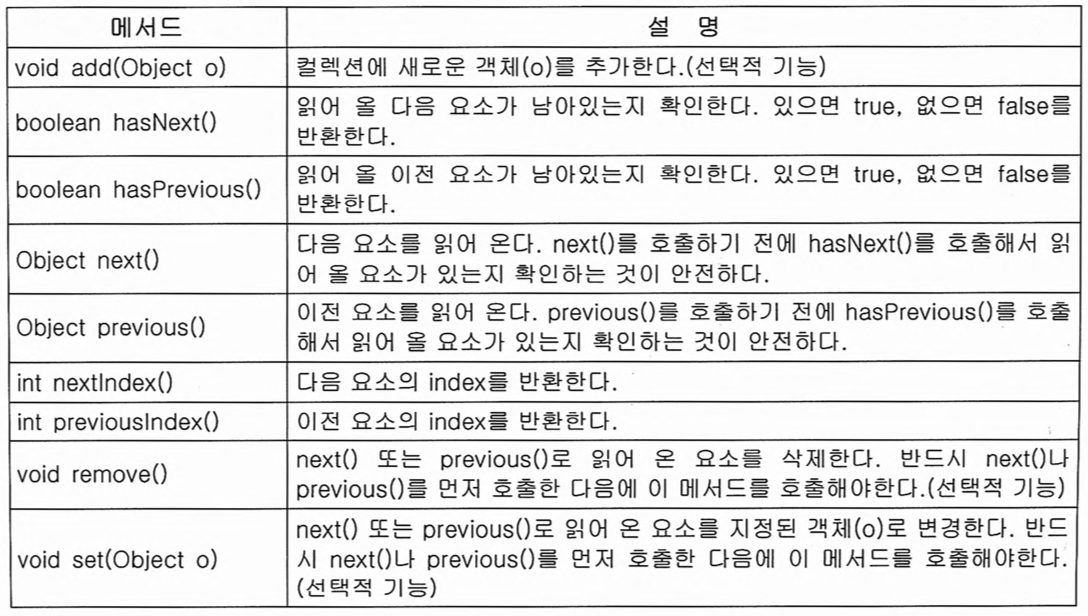 메서드
설 명
void add(Object o)
컬렉션에 새로운 객체(o)를 추가한다.(선택적 기능)
boolean hasNext()
읽어 올 다음 요소가 남아있는지 확인한다. 있으면 true, 없으면 false를
반환한다.
boolean hasPrevious()
읽어 올 이전 요소가 남아있는지 확인한다. 있으면 true, 없으면 false를
반환한다.
Object next()
다음 요소를 읽어 온다. next()를 호출하기 전에 hasNext()를 호출해서 읽
어 올 요소가 있는지 확인하는 것이 안전하다.
Object previous()
이전 요소를 읽어 온다. previous()를 호출하기 전에 hasPrevious()를 호출
해서 읽어 올 요소가 있는지 확인하는 것이 안전하다.
int nextIndex()
다음 요소의 index를 반환한다.
int previousIndex()
이전 요소의 index를 반환한다.
void remove()
next() 또는 previous()로 읽어 온 요소를 삭제한다. 반드시 next()나
previous()를 먼저 호출한 다음에 이 메서드를 호출해야한다.(선택적 기능)
void set(Object o)
next() 또는 previous()로 읽어 온 요소를 지정된 객체(o)로 변경한다. 반드
시 next()나 previous()를 먼저 호출한 다음에 이 메서드를 호출해야한다.
(선택적 기능)